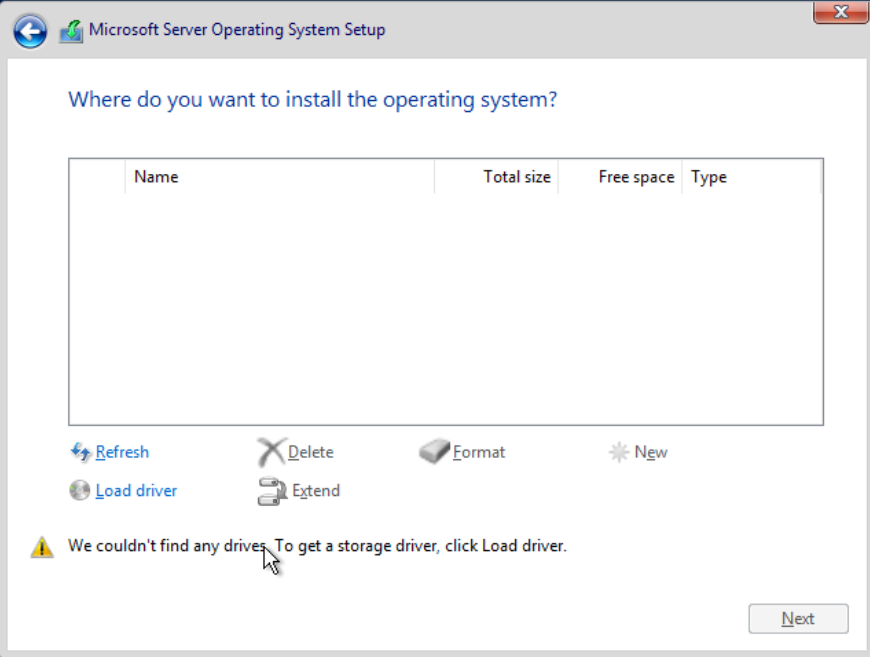 Microsoft Server Operating System Setup
Where do you want to install the operating system?
Name Total size Free space Type
Refresh Delete Format New
Load driver Extend
We couldn't find any drives. To get a storage driver, click Load driver.
Next